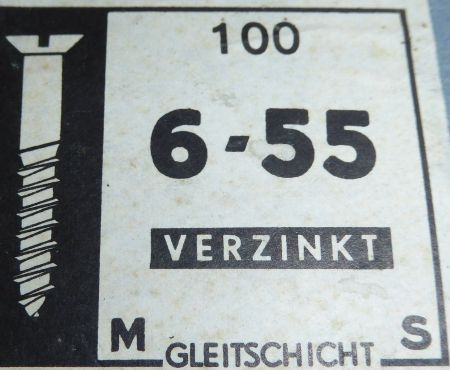 100
6-55
VERZINKT
M GLEITSCHICHT S